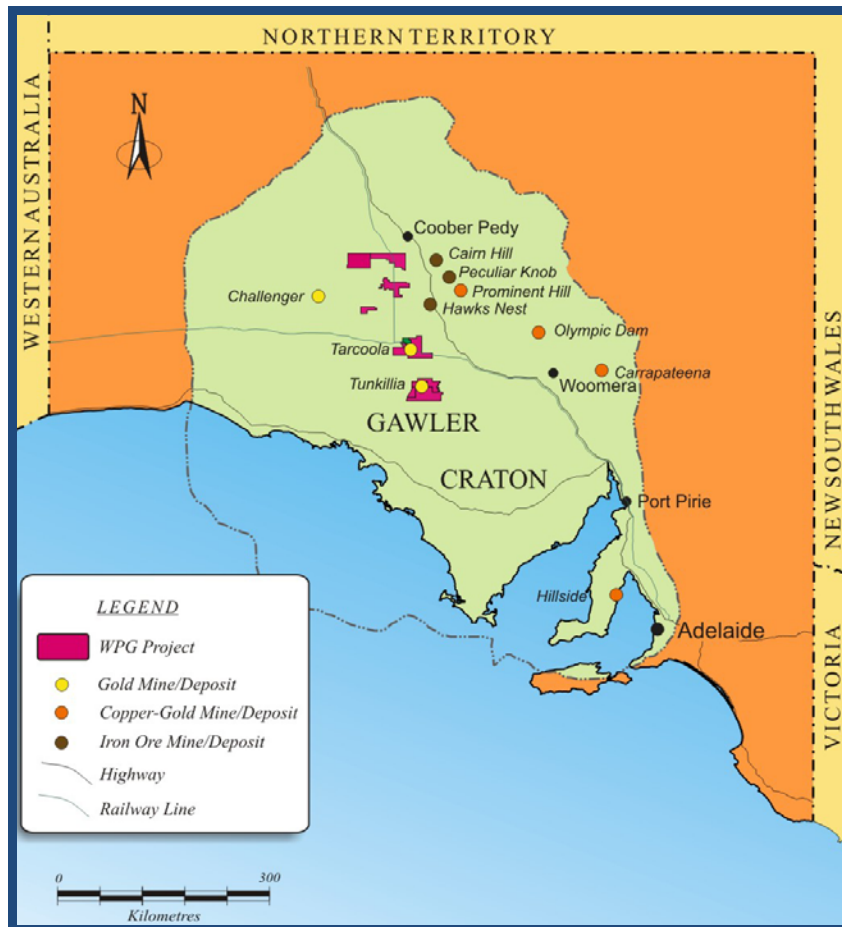 NORTHERN TERRITORY
WESTERN AUSTRALIA
N
Coober Pedy
Cairn Hill
Peculiar Knob
Prominent Hill
Challenger
Hawks Nest
Olympic Dam
Tarcoola
Carrapateena
Woomera
Tunkillia
GAWLER
CRATON
NEW SOUTH WALES
Port Pirie
Hillside
Adelaide
VICTORIA
LEGEND
WPG Project
Gold Mine/Deposit
Copper-Gold Mine/Deposit
Iron Ore Mine/Deposit
Highway
Railway Line
0 300
Kilometres